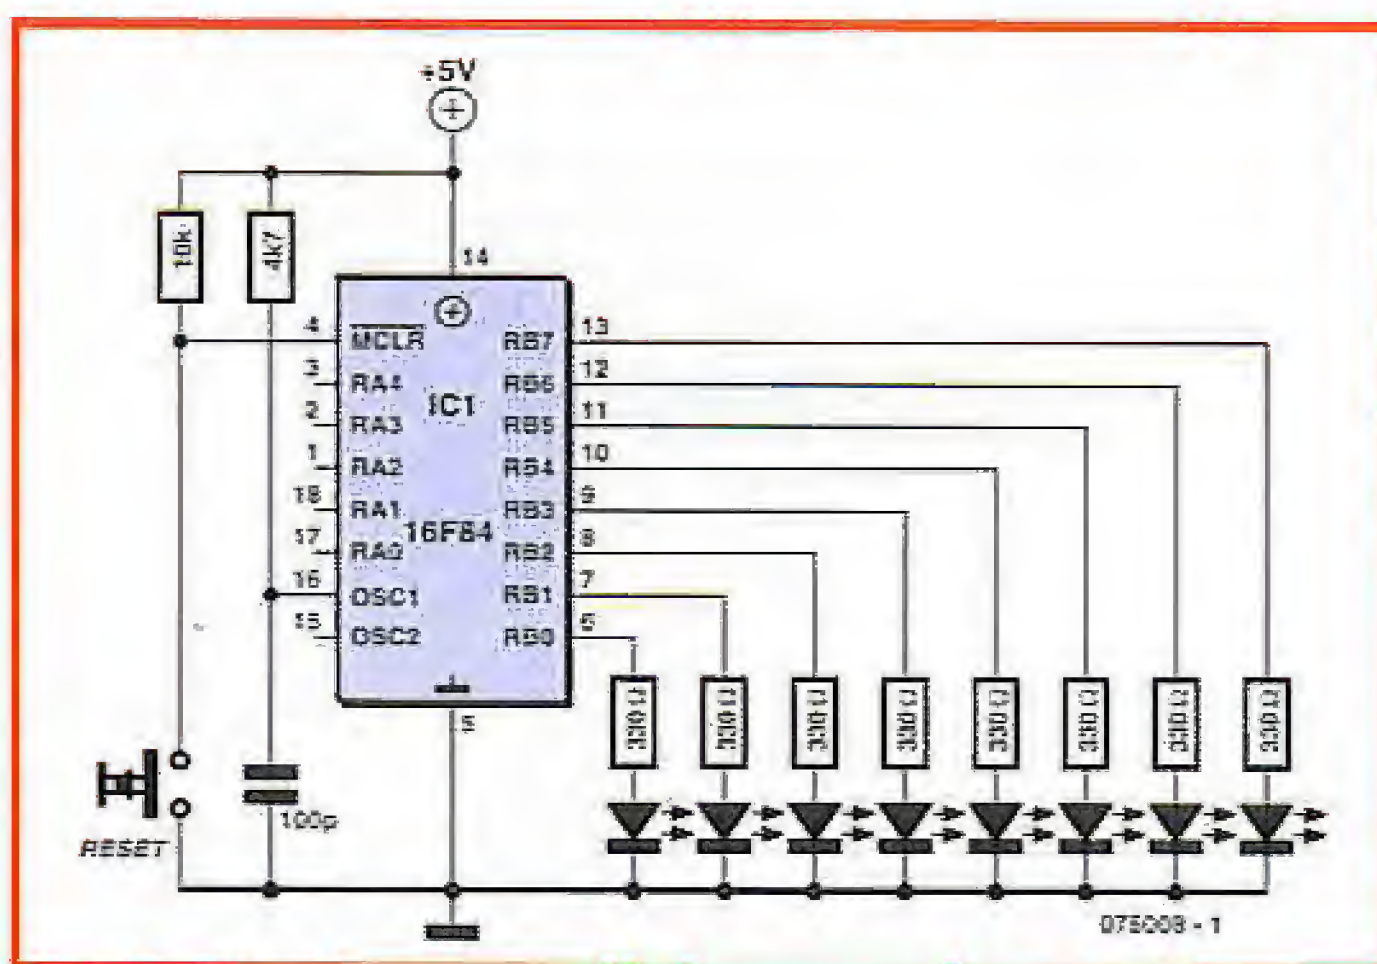 +5V
10k
4k7
14
4
MCLR
RB7
13
3
RA4
RB6
12
IC1
2
RA3
RB5
11
1
RA2
RB4
10
18
RA1
RB3
9
16F84
17
RA0
RB2
8
16
OSC1
RB1
7
15
OSC2
RB0
6
5
330Ω
330Ω
330Ω
330Ω
330Ω
330Ω
330Ω
330Ω
100p
RESET
075008 - 1